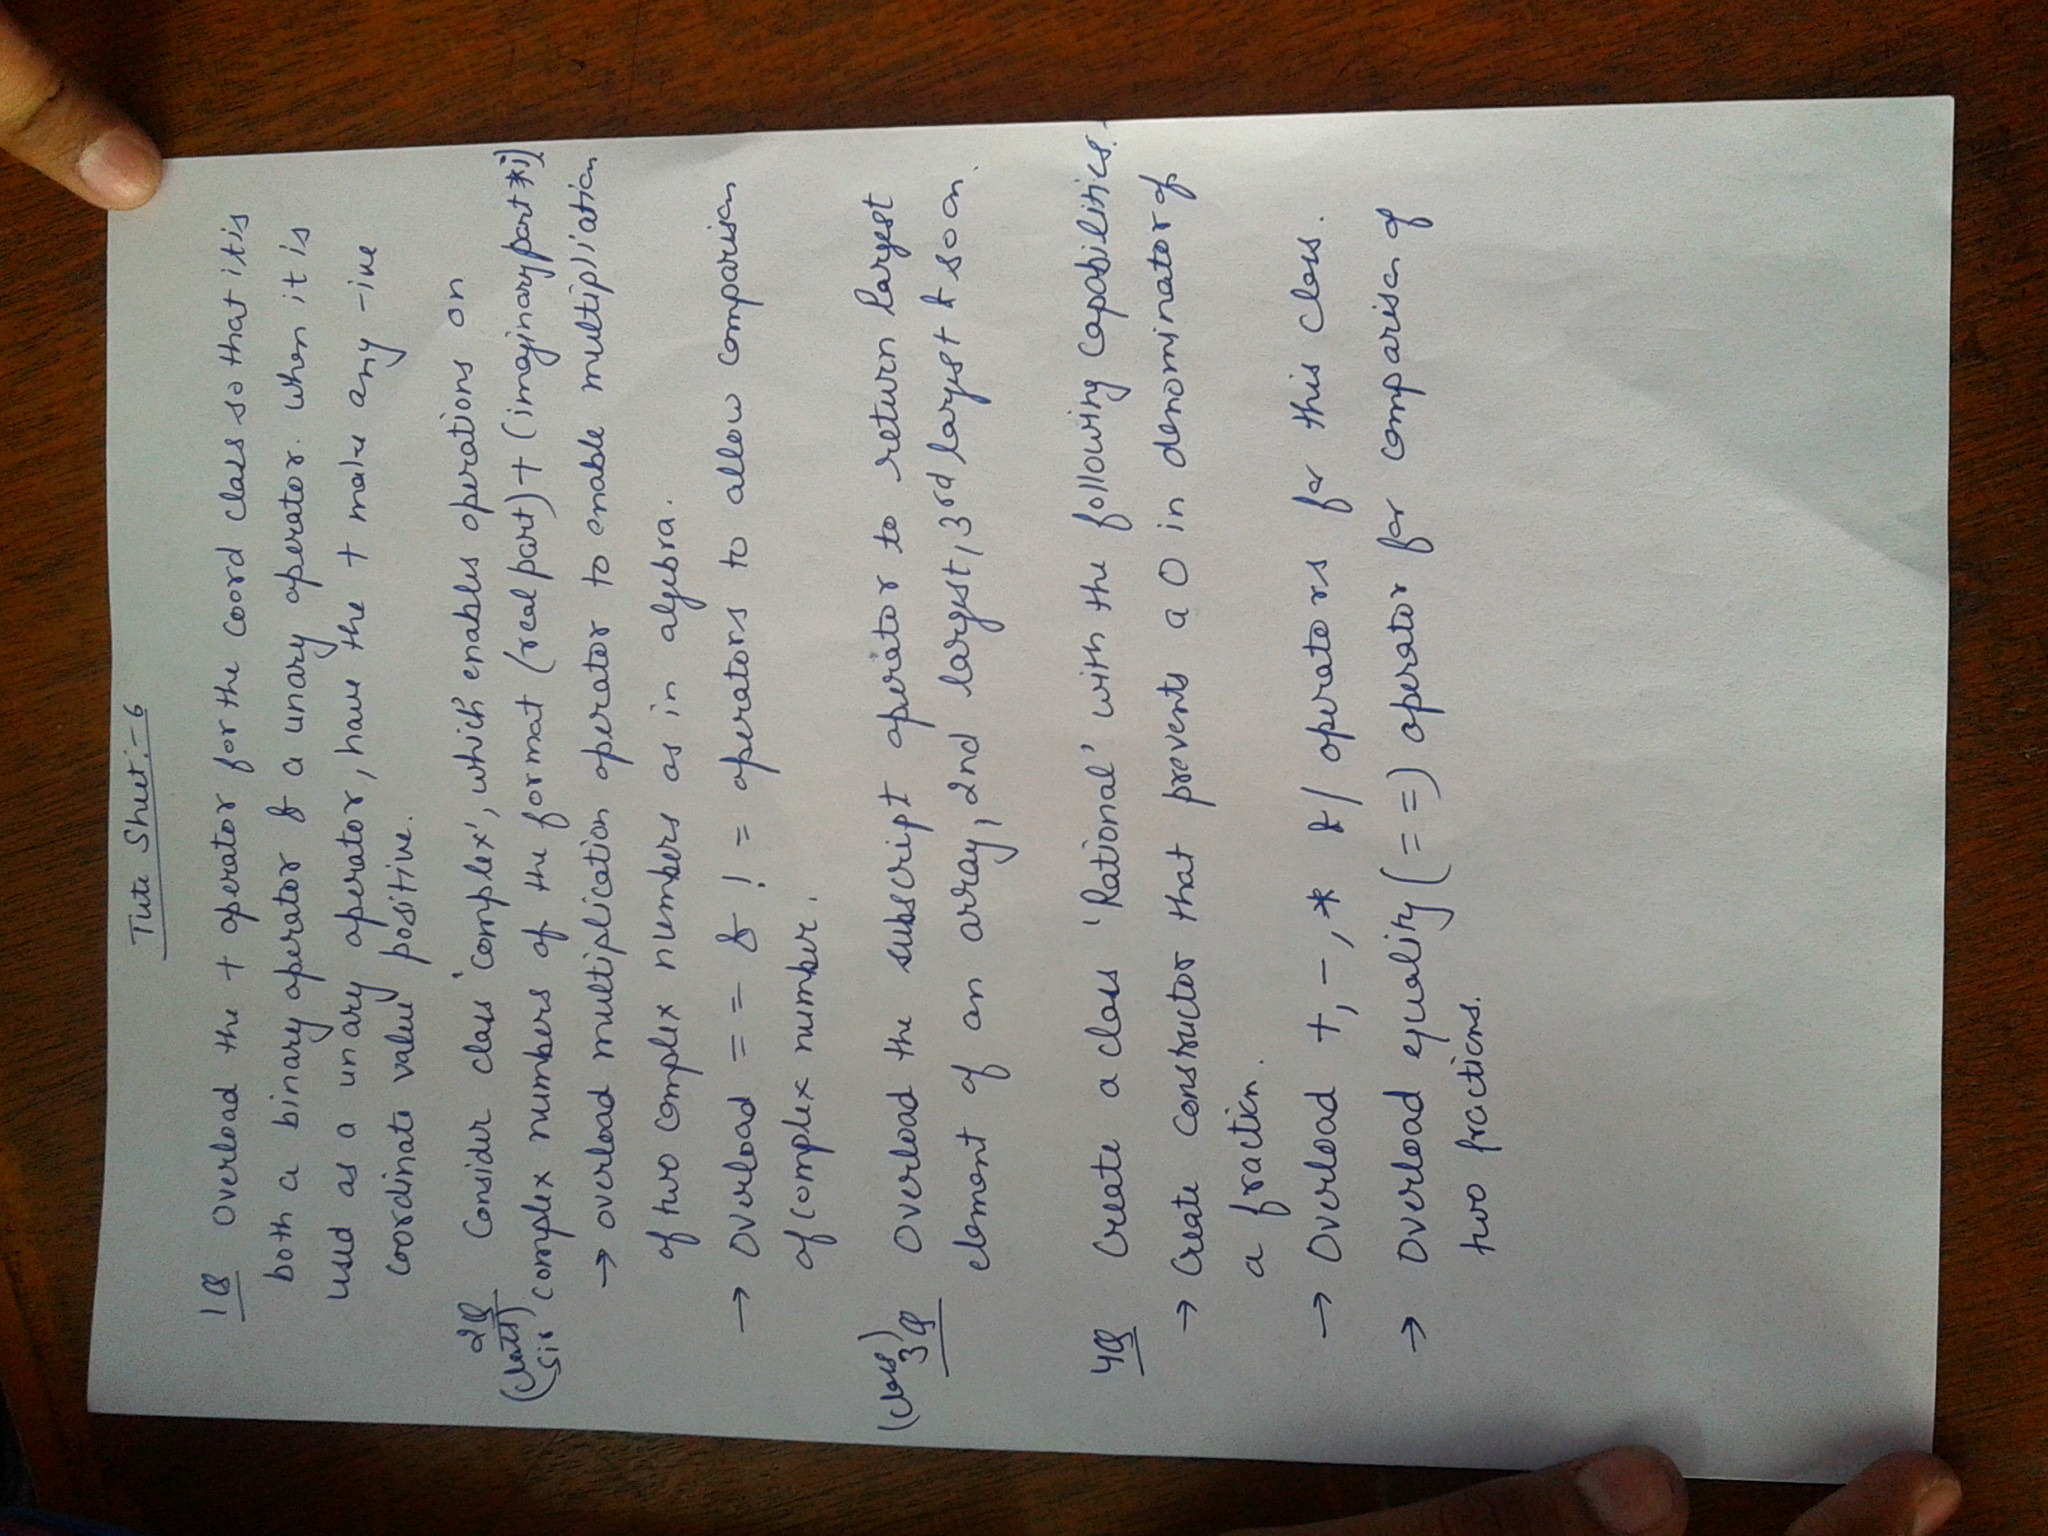 Tute Sheet:-6
1Q Overload the + operator for the coord class so that it is
both a binary operator & a unary operator. When it is
used as a unary operator, have the + make any -ive
coordinate value positive.
2Q Consider class 'complex', which enables operations on
(class) sir complex numbers of the format (real part) + (imaginary part *i)
→ overload multiplication operator to enable multipliation
of two complex numbers as in algebra.
→ Overload == & != operators to allow comparison
of complex number.
(class) 3Q Overload the subscript operator to return largest
element of an array, 2nd largest, 3rd largest & so on.
4Q Create a class 'Rational' with the following capabilities.
→ Create constructor that prevents a 0 in denominator of
a fraction.
→ Overload +, -, * & / operators for this class.
→ Overload equality (==) operator for comparison of
two fractions.